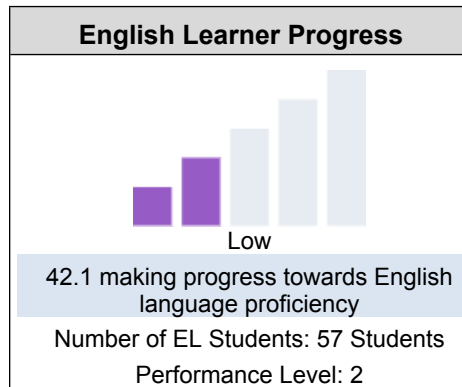 English Learner Progress
Low
42.1 making progress towards English
language proficiency
Number of EL Students: 57 Students
Performance Level: 2